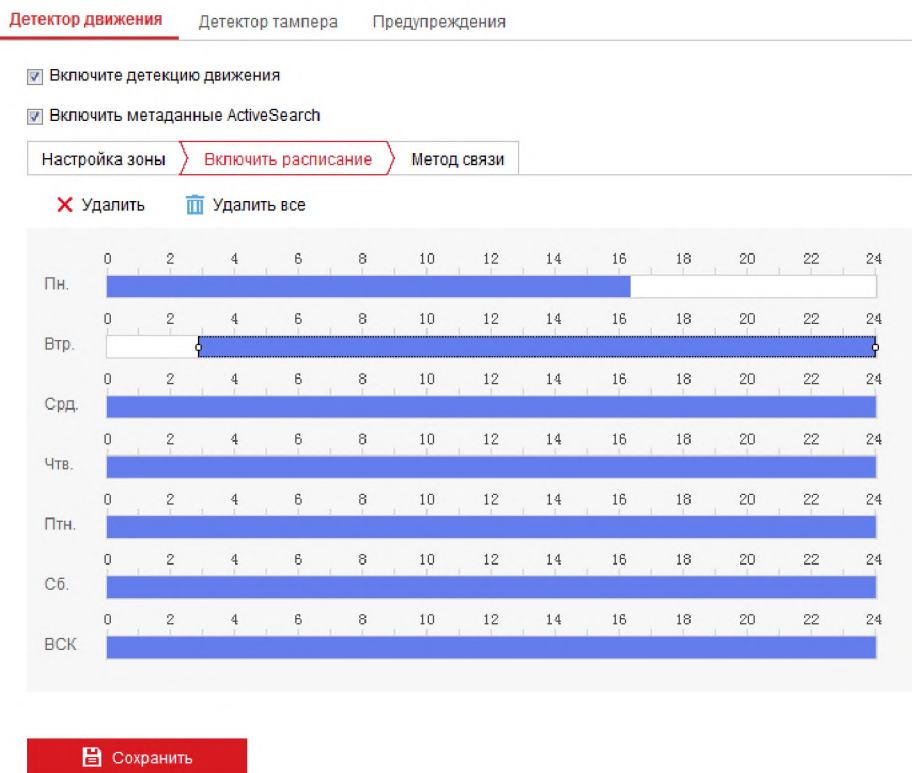 Детектор движения Детектор тампера Предупреждения
Включите детекцию движения
Включить метаданные ActiveSearch
Настройка зоны Включить расписание Метод связи
Удалить Удалить все
0 2 4 6 8 10 12 14 16 18 20 22 24
Пн.
0 2 4 6 8 10 12 14 16 18 20 22 24
Втр.
0 2 4 6 8 10 12 14 16 18 20 22 24
Срд.
0 2 4 6 8 10 12 14 16 18 20 22 24
Чтв.
0 2 4 6 8 10 12 14 16 18 20 22 24
Птн.
0 2 4 6 8 10 12 14 16 18 20 22 24
Сб.
0 2 4 6 8 10 12 14 16 18 20 22 24
ВСК
Сохранить